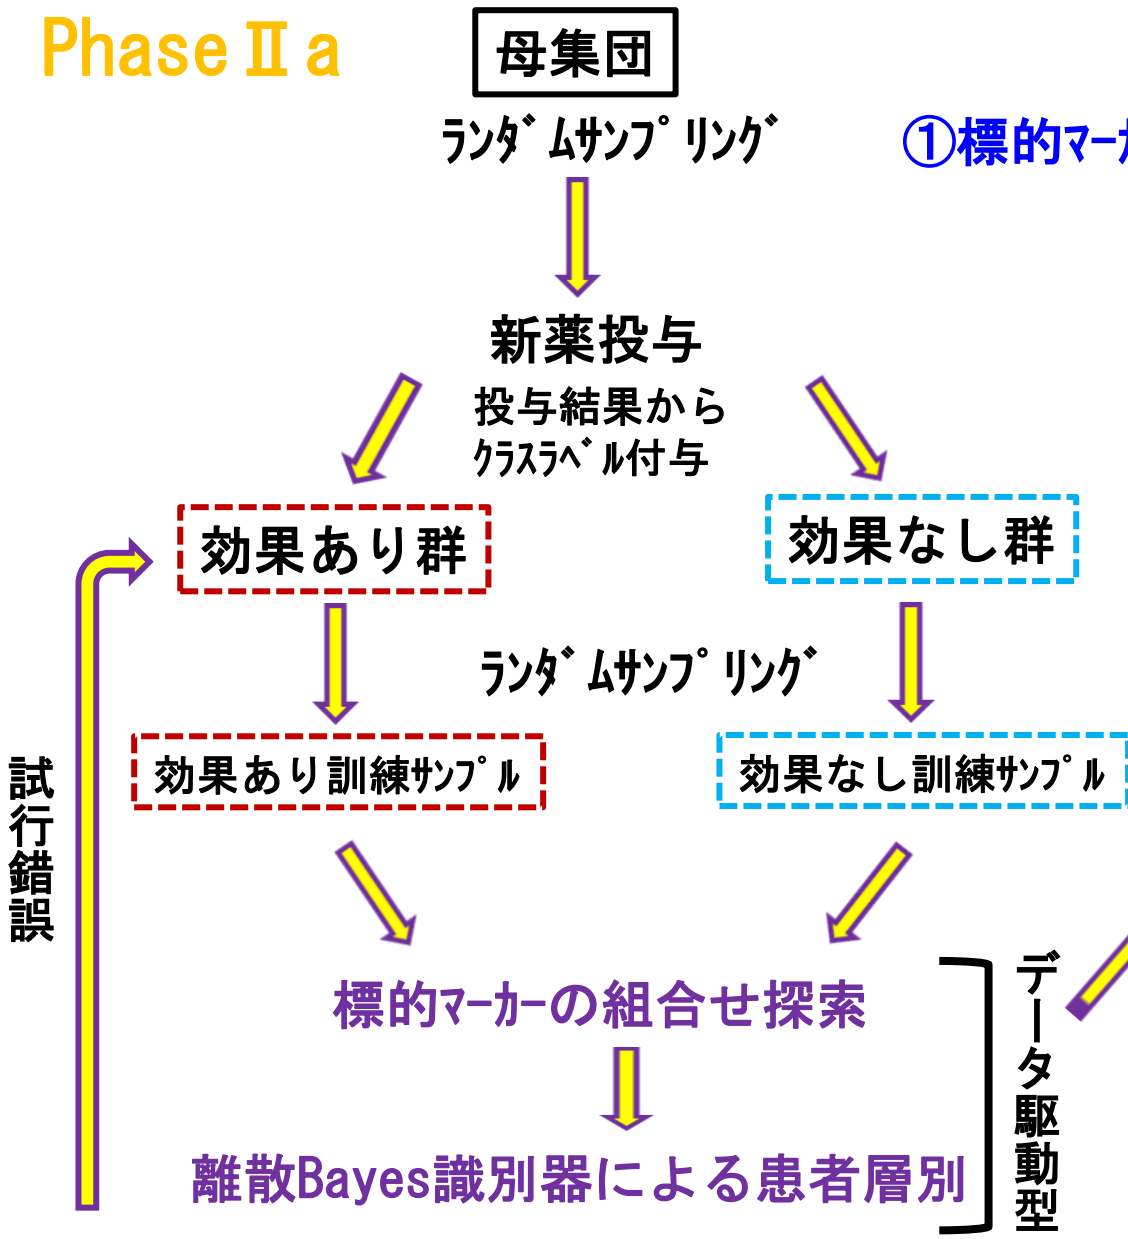 PhaseⅡa
母集団
ランダムサンプリング
①標的マーカ
新薬投与
投与結果から
クラスラベル付与
効果あり群
効果なし群
ランダムサンプリング
効果あり訓練サンプル
効果なし訓練サンプル
試行錯誤
標的マーカーの組合せ探索
離散Bayes識別器による患者層別
データ駆動型